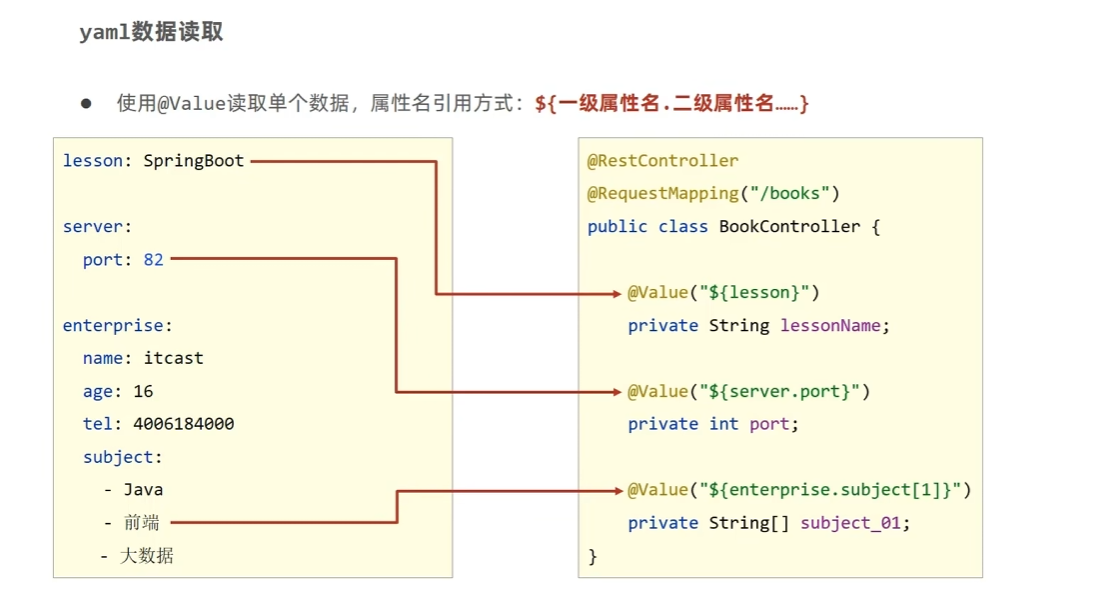 yaml数据读取
● 使用@Value读取单个数据，属性名引用方式：${一级属性名.二级属性名……}
lesson: SpringBoot
server:
port: 82
enterprise:
name: itcast
age: 16
tel: 4006184000
subject:
- Java
- 前端
- 大数据
@RestController
@RequestMapping("/books")
public class BookController {
@Value("${lesson}")
private String lessonName;
@Value("${server.port}")
private int port;
@Value("${enterprise.subject[1]}")
private String[] subject_01;
}